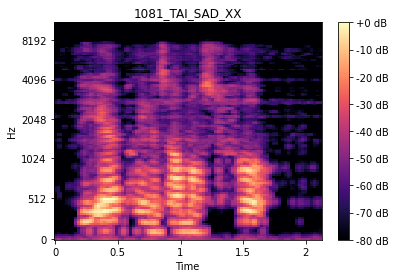 1081_TAI_SAD_XX
+0 dB
8192
-10 dB
4096
-20 dB
-30 dB
2048
Hz
-40 dB
1024
-50 dB
512
-60 dB
-70 dB
0
-80 dB
0
0.5
1
1.5
2
Time